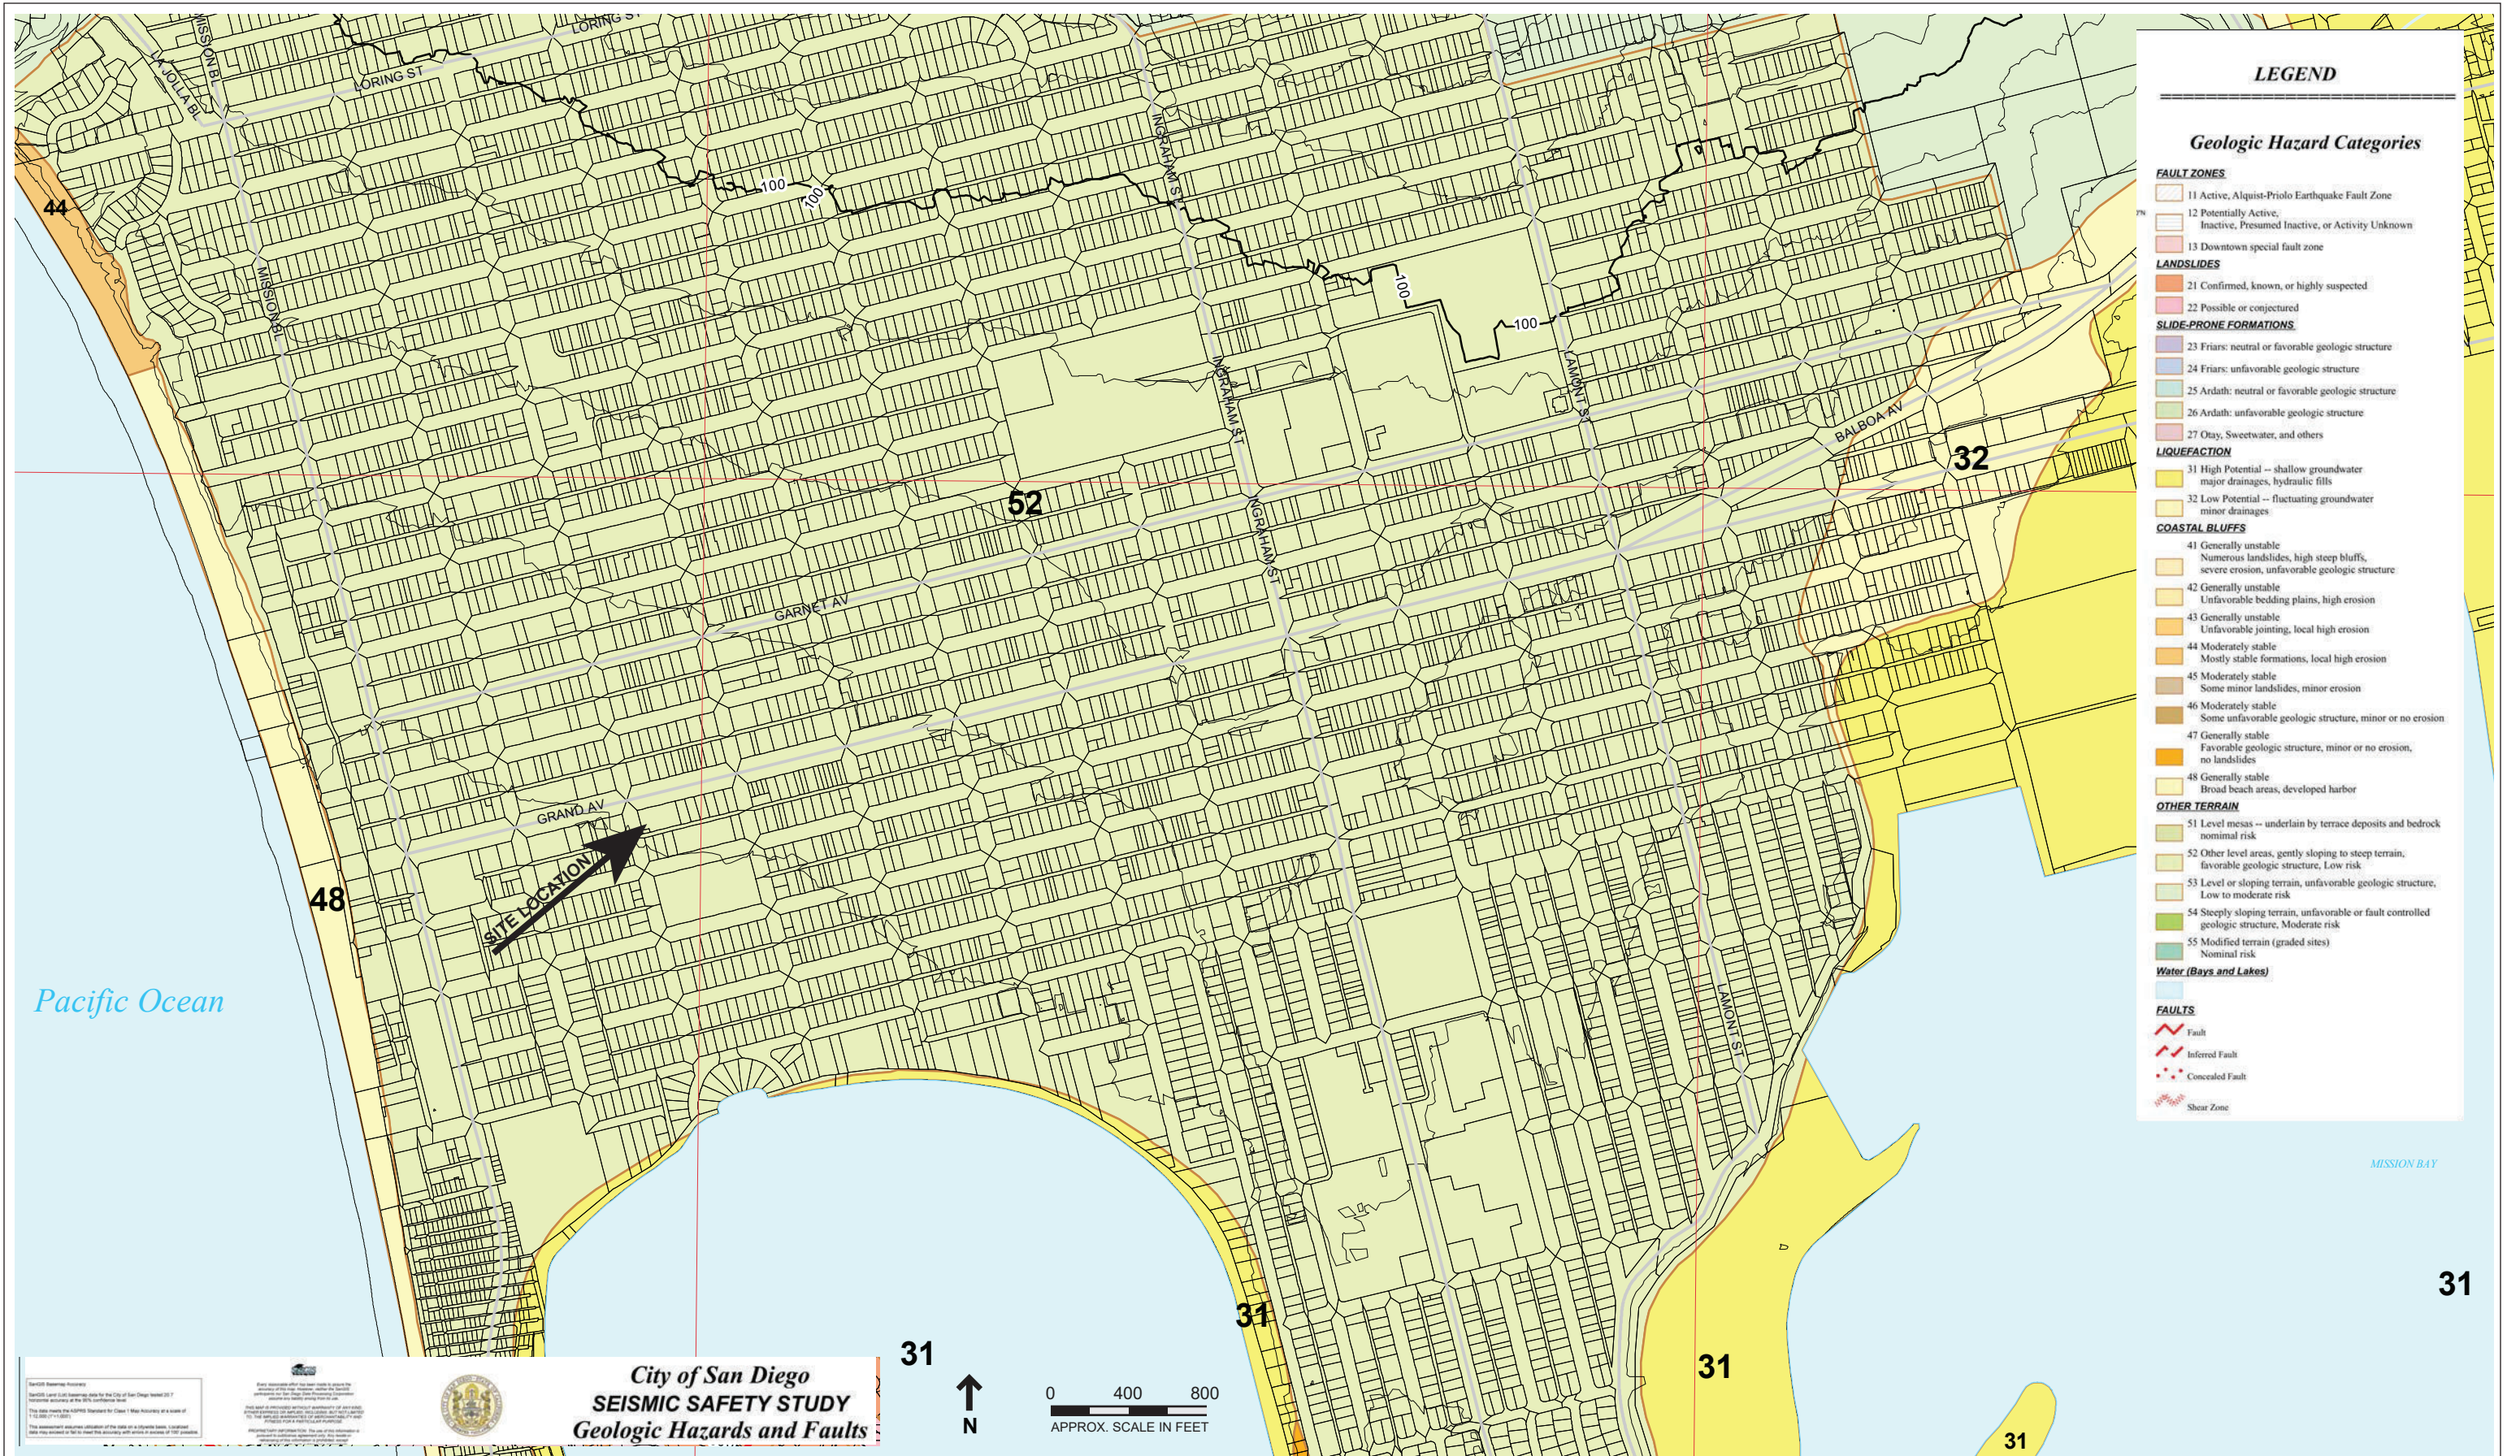 LORING ST
MISSION BL
LA JOLLA BL
LORING ST
INGRAHAM ST
100
100
44
MISSION BL
100
100
INGRAHAM ST
LAMONT ST
BALBOA AV
32
52
INGRAHAM ST
GARNET AV
GRAND AV
SITE LOCATION
48
Pacific Ocean
LAMONT ST
MISSION BAY
31
31
31
31
31
LEGEND
Geologic Hazard Categories
FAULT ZONES
11 Active, Alquist-Priolo Earthquake Fault Zone
12 Potentially Active,
Inactive, Presumed Inactive, or Activity Unknown
13 Downtown special fault zone
LANDSLIDES
21 Confirmed, known, or highly suspected
22 Possible or conjectured
SLIDE-PRONE FORMATIONS
23 Friars: neutral or favorable geologic structure
24 Friars: unfavorable geologic structure
25 Ardath: neutral or favorable geologic structure
26 Ardath: unfavorable geologic structure
27 Otay, Sweetwater, and others
LIQUEFACTION
31 High Potential -- shallow groundwater
major drainages, hydraulic fills
32 Low Potential -- fluctuating groundwater
minor drainages
COASTAL BLUFFS
41 Generally unstable
Numerous landslides, high steep bluffs,
severe erosion, unfavorable geologic structure
42 Generally unstable
Unfavorable bedding plains, high erosion
43 Generally unstable
Unfavorable jointing, local high erosion
44 Moderately stable
Mostly stable formations, local high erosion
45 Moderately stable
Some minor landslides, minor erosion
46 Moderately stable
Some unfavorable geologic structure, minor or no erosion
47 Generally stable
Favorable geologic structure, minor or no erosion,
no landslides
48 Generally stable
Broad beach areas, developed harbor
OTHER TERRAIN
51 Level mesas -- underlain by terrace deposits and bedrock
nomimal risk
52 Other level areas, gently sloping to steep terrain,
favorable geologic structure, Low risk
53 Level or sloping terrain, unfavorable geologic structure,
Low to moderate risk
54 Steeply sloping terrain, unfavorable or fault controlled
geologic structure, Moderate risk
55 Modified terrain (graded sites)
Nominal risk
Water (Bays and Lakes)
FAULTS
Fault
Inferred Fault
Concealed Fault
Shear Zone
SanGIS Basemap Accuracy
City of San Diego
SEISMIC SAFETY STUDY
Geologic Hazards and Faults
N
0 400 800
APPROX. SCALE IN FEET